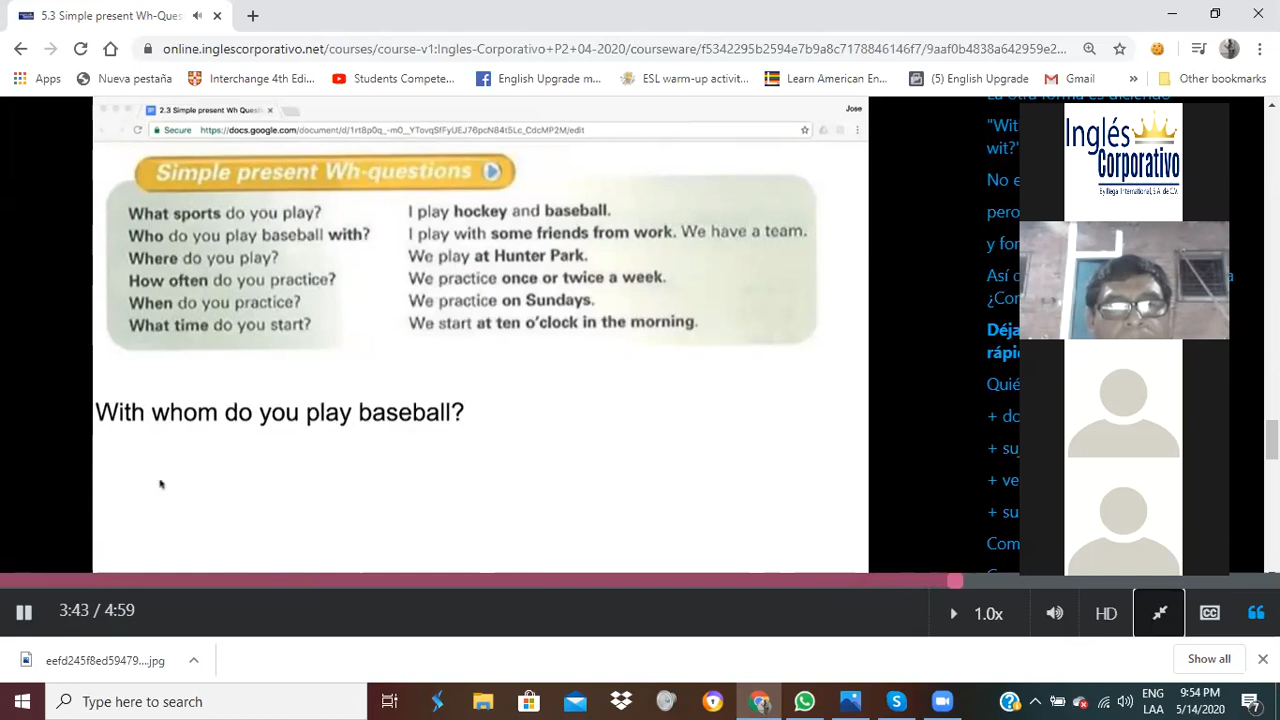 5.3 Simple present Wh-Ques
online.inglescorporativo.net/courses/course-v1:Ingles-Corporativo+P2+04-2020/courseware/f5342295b2594e7b9a8c7178846146f7/9aaf0b4838a642959e2...
Apps
Nueva pestaña
Interchange 4th Edi...
Students Compete...
English Upgrade m...
ESL warm-up activit...
Learn American En...
(5) English Upgrade
Gmail
»
Other bookmarks
2.3 Simple present Wh Questi
Jose
Secure
Simple present Wh-questions
What sports do you play? I play hockey and baseball.
Who do you play baseball with? I play with some friends from work. We have a team.
Where do you play? We play at Hunter Park.
How often do you practice? We practice once or twice a week.
When do you practice? We practice on Sundays.
What time do you start? We start at ten o'clock in the morning.
With whom do you play baseball?
La otra forma es diciendo
"Wit
wit?"
No e
pero
y for
Así
¿Cor
Déja
rápi
Quié
+ do
+ su
+ ve
+ su
Com
Inglés
Corporativo
3:43 / 4:59
1.0x
HD
CC
eefd245f8ed59479....jpg
Show all
Type here to search
ENG
LAA
9:54 PM
5/14/2020
7